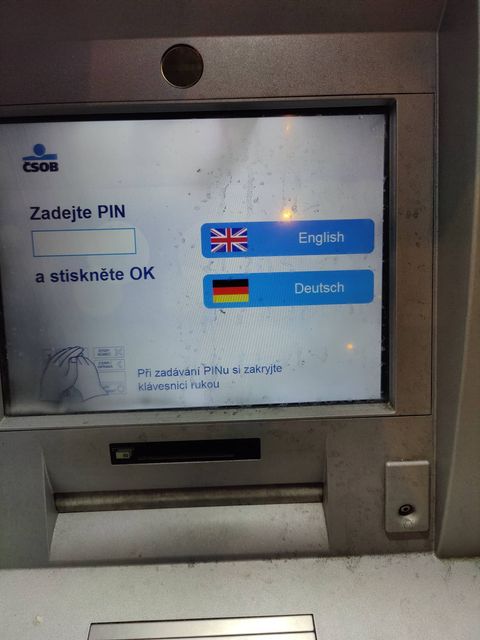 ČSOB
Zadejte PIN
English
a stiskněte OK
Deutsch
Při zadávání PINu si zakryjte
klávesnici rukou